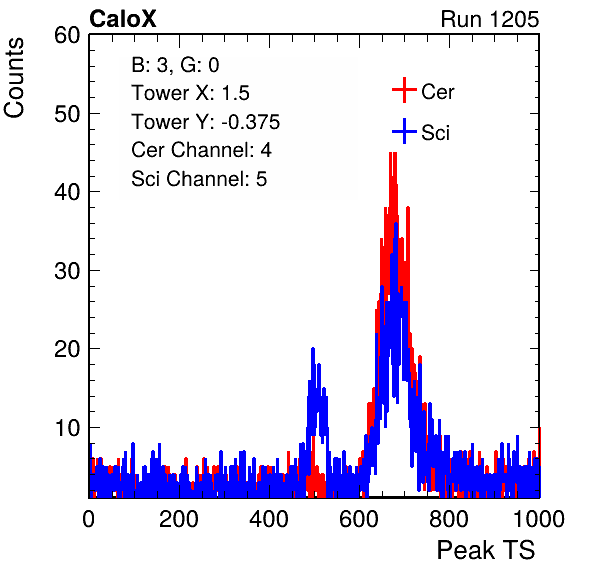 CaloX Run 1205
Counts
60
50
40
30
20
10
B: 3, G: 0
Tower X: 1.5
Tower Y: -0.375
Cer Channel: 4
Sci Channel: 5
Cer
Sci
0 200 400 600 800 1000
Peak TS